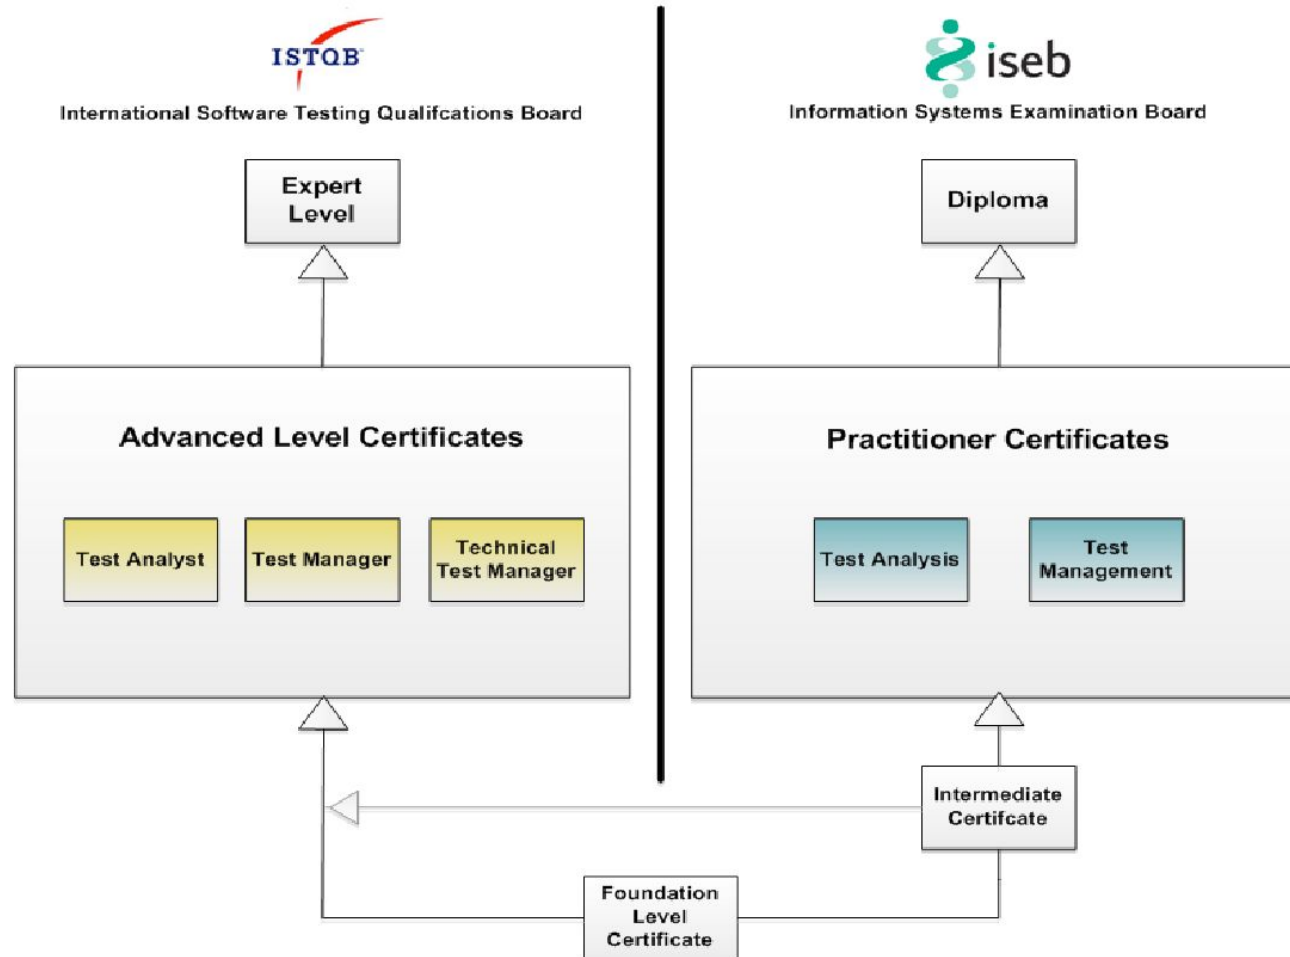 ISTQB
International Software Testing Qualifcations Board
Expert
Level
Advanced Level Certificates
Test Analyst
Test Manager
Technical
Test Manager
iseb
Information Systems Examination Board
Diploma
Practitioner Certificates
Test Analysis
Test
Management
Intermediate
Certifcate
Foundation
Level
Certificate